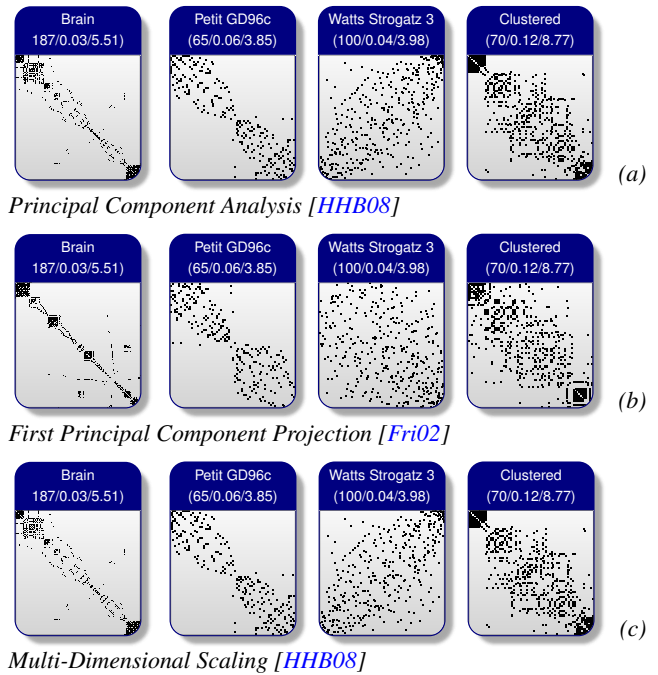 Brain Petit GD96c Watts Strogatz 3 Clustered
187/0.03/5.51) (65/0.06/3.85) (100/0.04/3.98) (70/0.12/8.77)
(a)
Principal Component Analysis [HHB08]
Brain Petit GD96c Watts Strogatz 3 Clustered
187/0.03/5.51) (65/0.06/3.85) (100/0.04/3.98) (70/0.12/8.77)
(b)
First Principal Component Projection [Fri02]
Brain Petit GD96c Watts Strogatz 3 Clustered
187/0.03/5.51) (65/0.06/3.85) (100/0.04/3.98) (70/0.12/8.77)
(c)
Multi-Dimensional Scaling [HHB08]